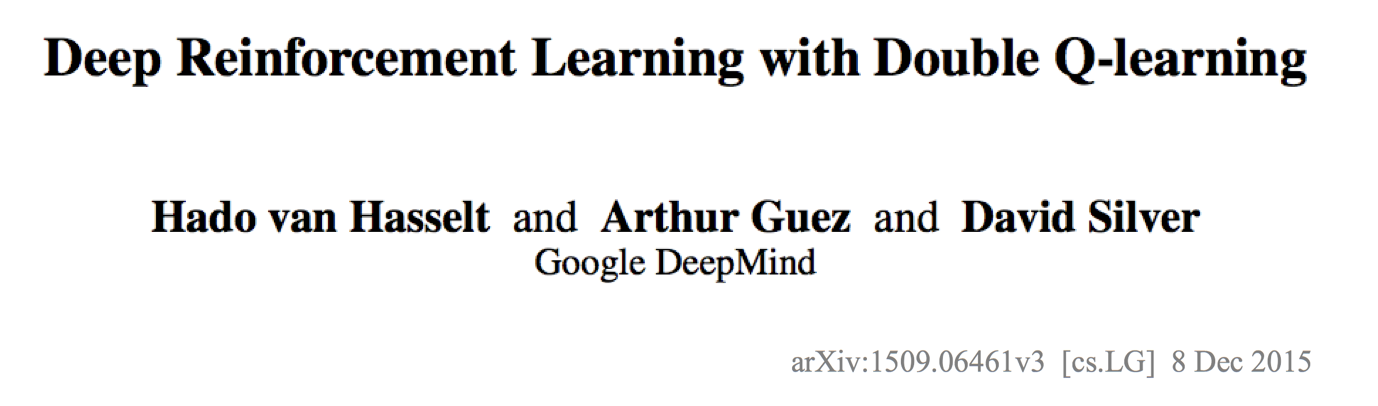 Deep Reinforcement Learning with Double Q-learning
Hado van Hasselt and Arthur Guez and David Silver
Google DeepMind
arXiv:1509.06461v3 [cs.LG] 8 Dec 2015